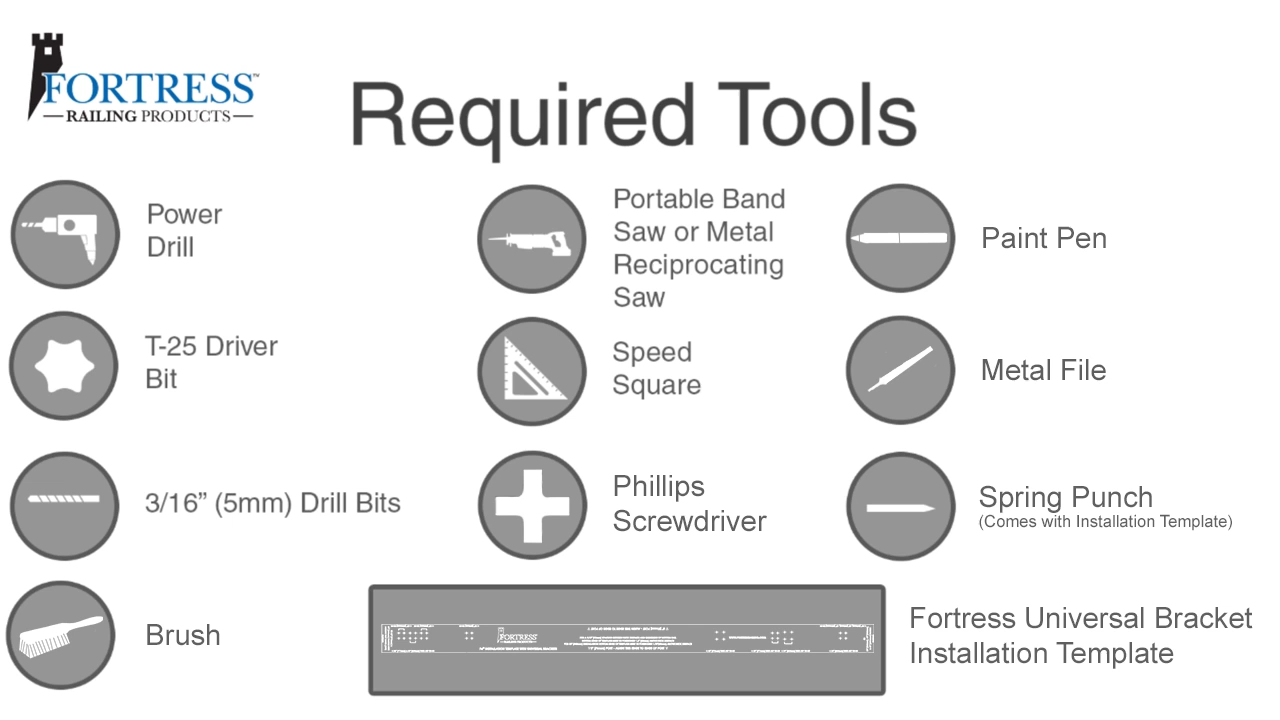 FORTRESS™
RAILING PRODUCTS
Required Tools
Power
Drill
Portable Band
Saw or Metal
Reciprocating
Saw
Paint Pen
T-25 Driver
Bit
Speed
Square
Metal File
3/16” (5mm) Drill Bits
Phillips
Screwdriver
Spring Punch
(Comes with Installation Template)
Brush
FORTRESS
Fortress Universal Bracket
Installation Template